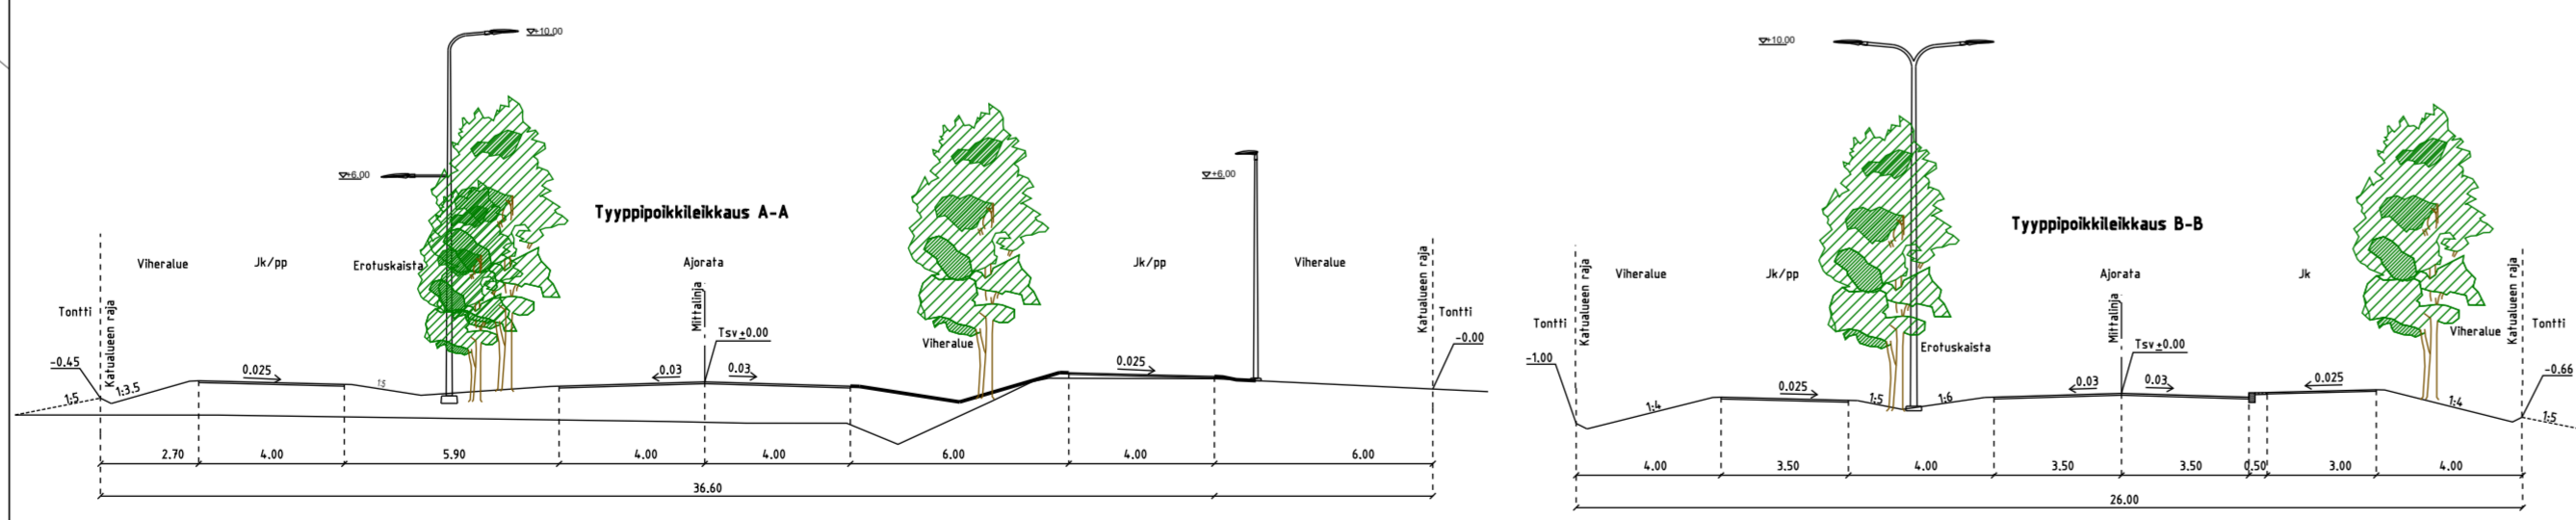 +10.00
+6.00
+6.00
Tyyppipoikkileikkaus A-A
Viheralue
Jk/pp
Erotuskaista
Ajorata
Jk/pp
Viheralue
Tontti
Katualueen raja
Mittalinja
Katualueen raja
Tontti
Viheralue
Tsv±0.00
-0.45
-0.00
1:5
1:3.5
0.025
0.03
0.03
0.025
2.70
4.00
5.90
4.00
4.00
6.00
4.00
6.00
36.60
+10.00
Tyyppipoikkileikkaus B-B
Viheralue
Jk/pp
Ajorata
Jk
Tontti
Katualueen raja
Erotuskaista
Mittalinja
Katualueen raja
Viheralue
Tontti
Tsv±0.00
-1.00
-0.66
1:4
0.025
1:5
1:6
0.03
0.03
0.025
1:4
1:5
4.00
3.50
4.00
3.50
3.50
0.50
3.00
4.00
26.00